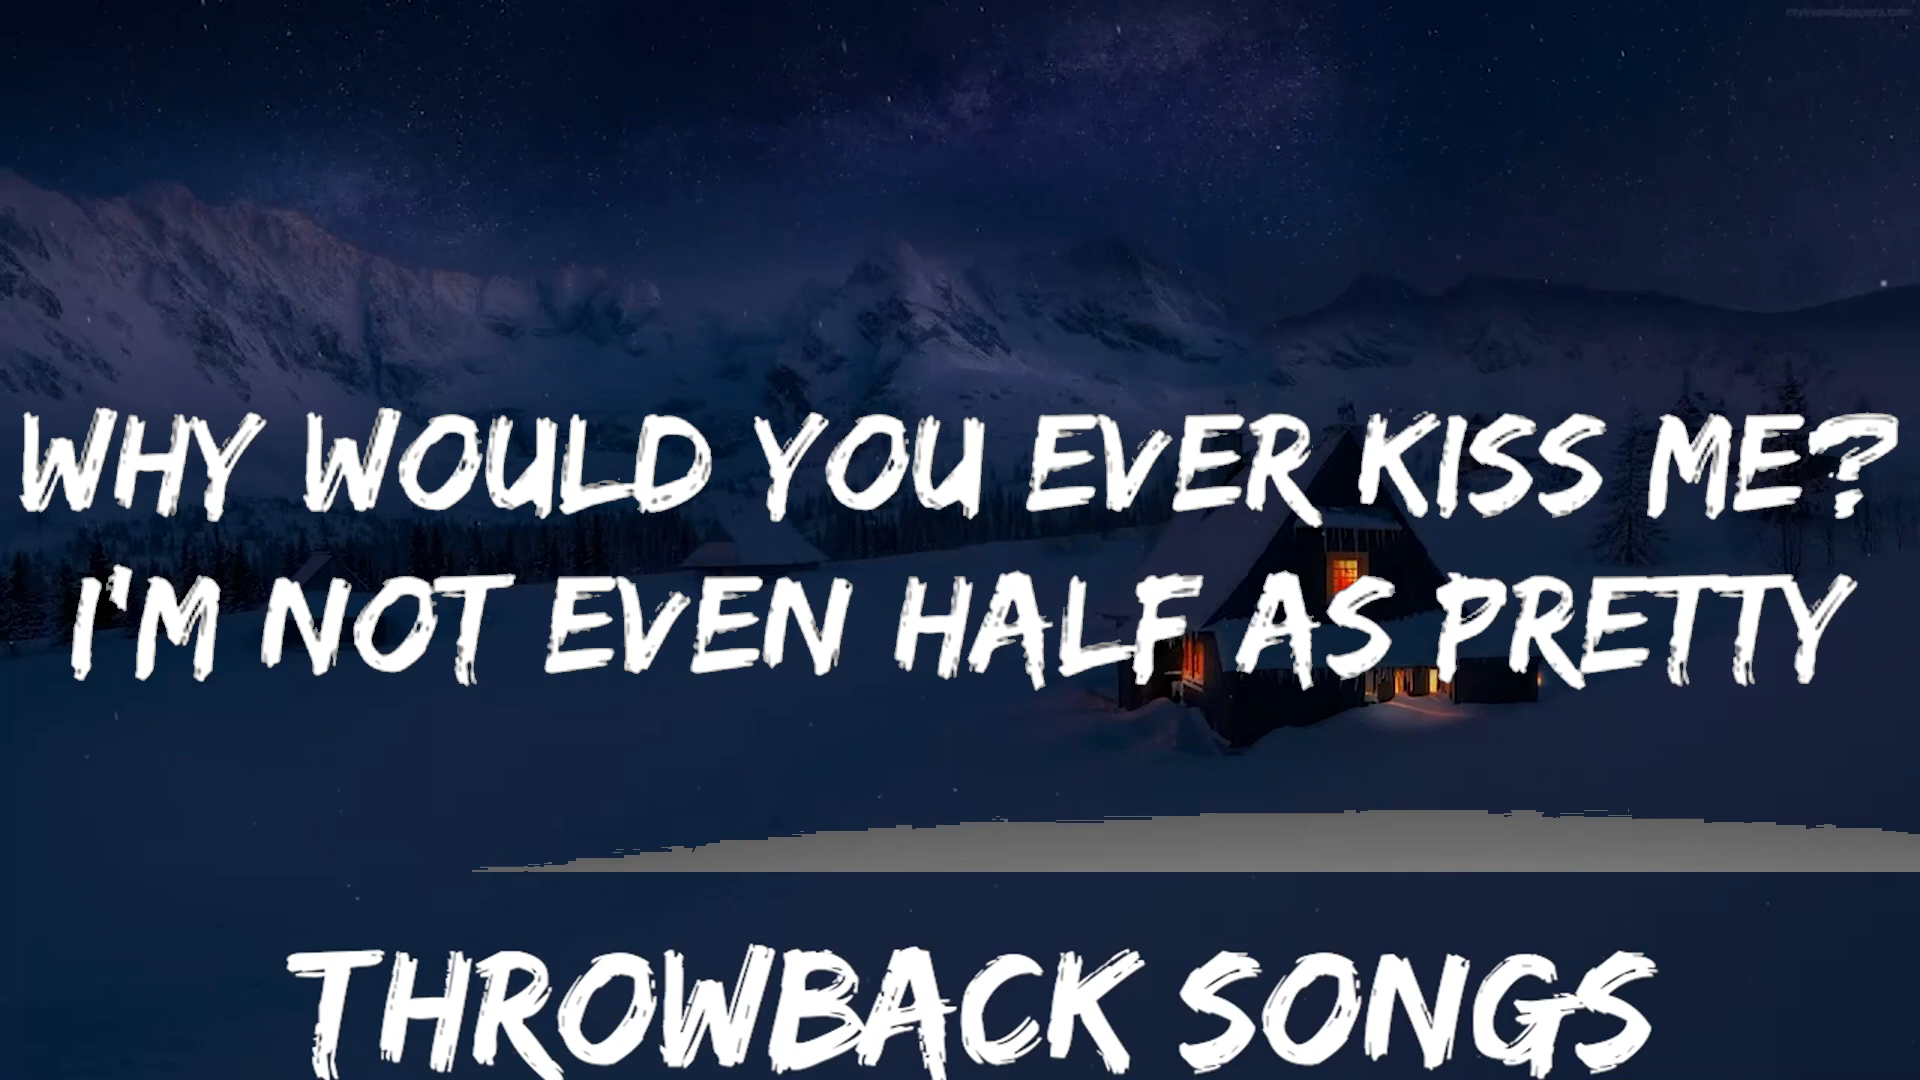 WHY WOULD YOU EVER KISS ME?
I'M NOT EVEN HALF AS PRETTY
THROWBACK SONGS